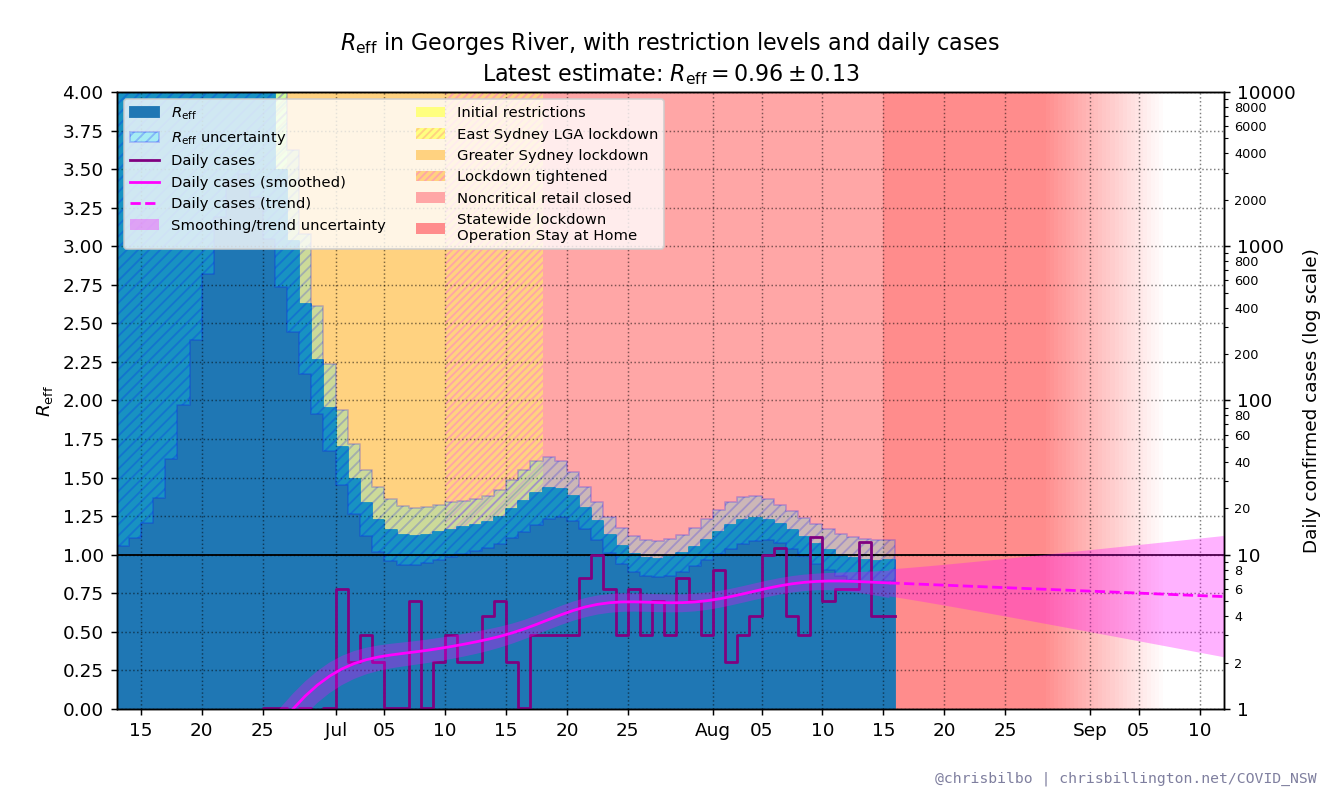 Reff in Georges River, with restriction levels and daily cases
Latest estimate: Reff = 0.96 ± 0.13
Reff
Reff uncertainty
Daily cases
Daily cases (smoothed)
Daily cases (trend)
Smoothing/trend uncertainty
Initial restrictions
East Sydney LGA lockdown
Greater Sydney lockdown
Lockdown tightened
Noncritical retail closed
Statewide lockdown
Operation Stay at Home
Reff
4.00
3.75
3.50
3.25
3.00
2.75
2.50
2.25
2.00
1.75
1.50
1.25
1.00
0.75
0.50
0.25
0.00
15 20 25 Jul 05 10 15 20 25 Aug 05 10 15 20 25 Sep 05 10
10000
8000
6000
4000
2000
1000
800
600
400
200
100
80
60
40
20
10
8
6
4
2
1
Daily confirmed cases (log scale)
@chrisbilbo | chrisbillington.net/COVID_NSW